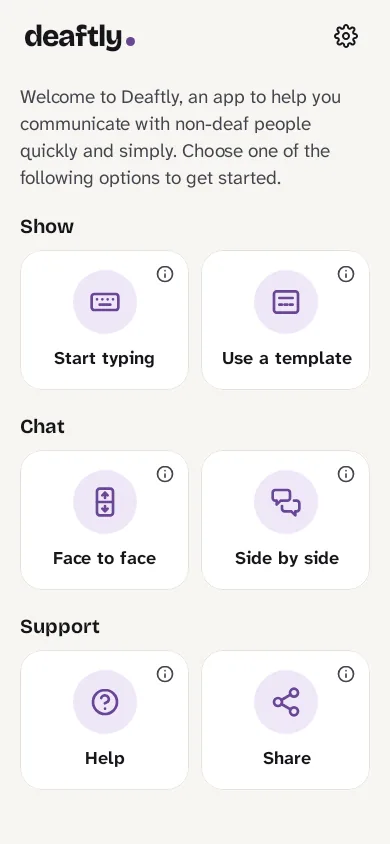 deaftly.
Welcome to Deaftly, an app to help you
communicate with non-deaf people
quickly and simply. Choose one of the
following options to get started.
Show
Start typing
Use a template
Chat
Face to face
Side by side
Support
Help
Share